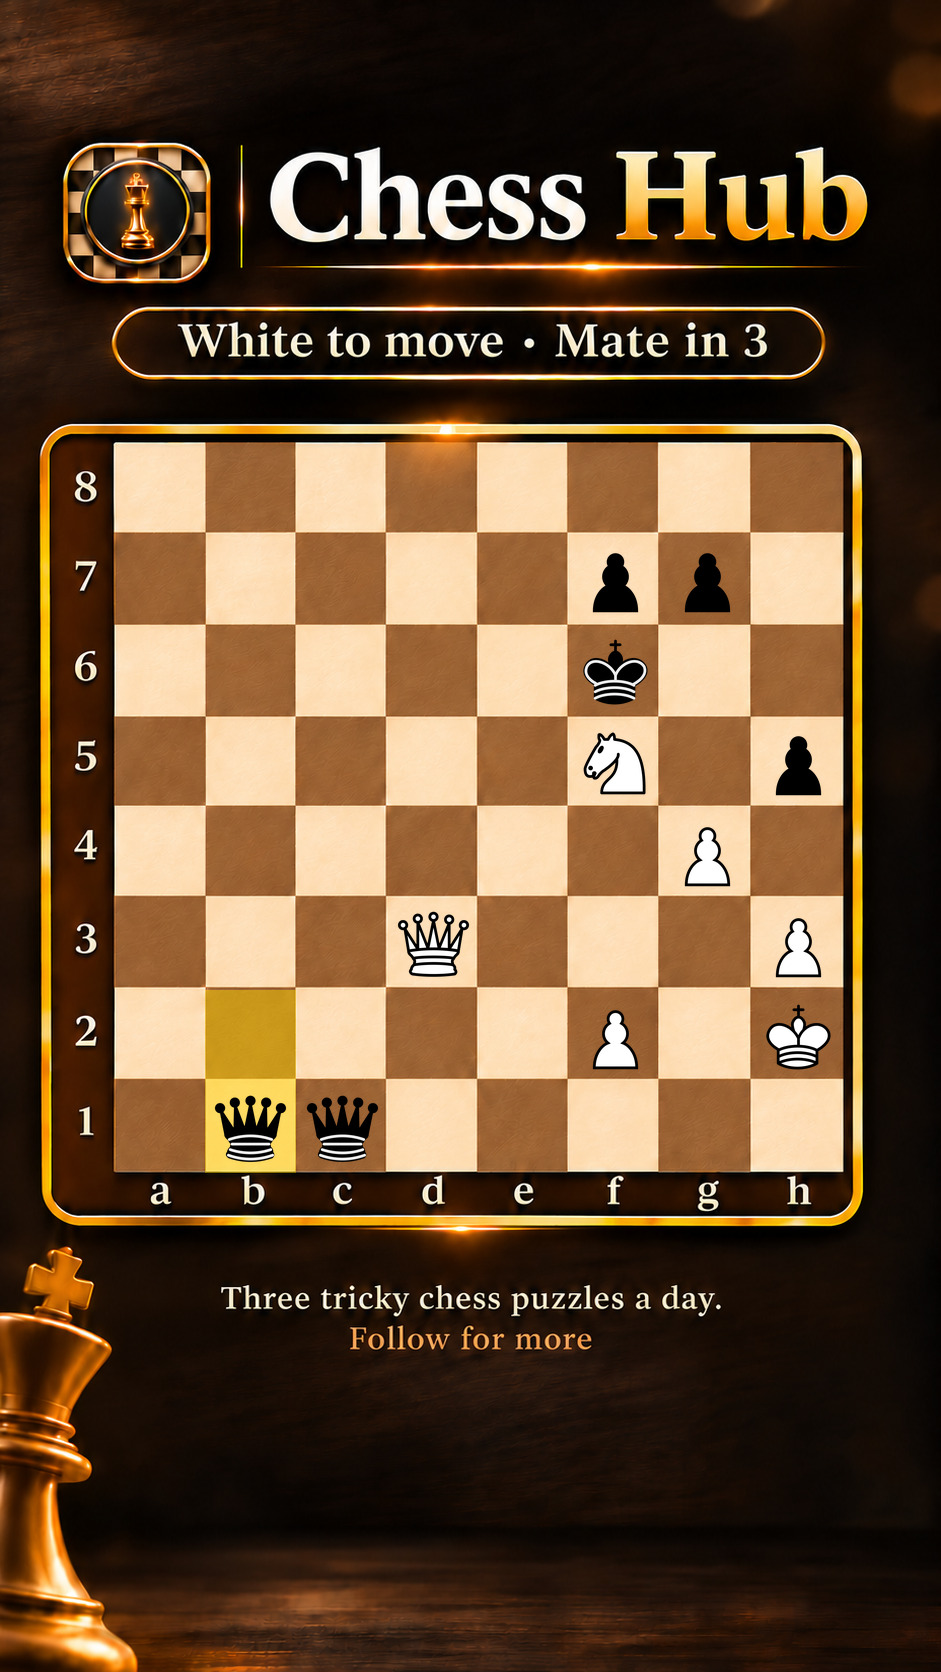 Chess Hub
White to move • Mate in 3
8
7
6
5
4
3
2
1
a b c d e f g h
Three tricky chess puzzles a day.
Follow for more